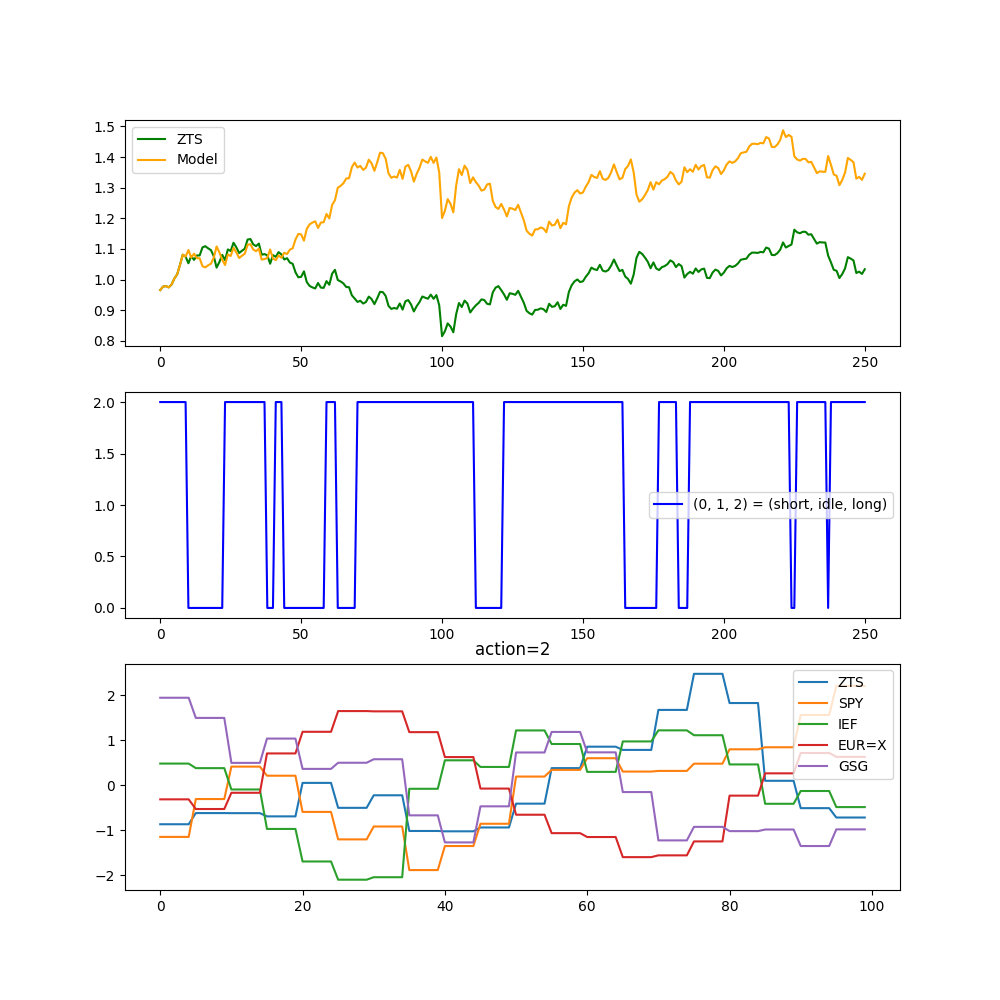 1.5
1.4
1.3
1.2
1.1
1.0
0.9
0.8
ZTS
Model
0 50 100 150 200 250
2.0
1.5
1.0
0.5
0.0
(0, 1, 2) = (short, idle, long)
0 50 100 150 200 250
action=2
2
1
0
−1
−2
ZTS
SPY
IEF
EUR=X
GSG
0 20 40 60 80 100